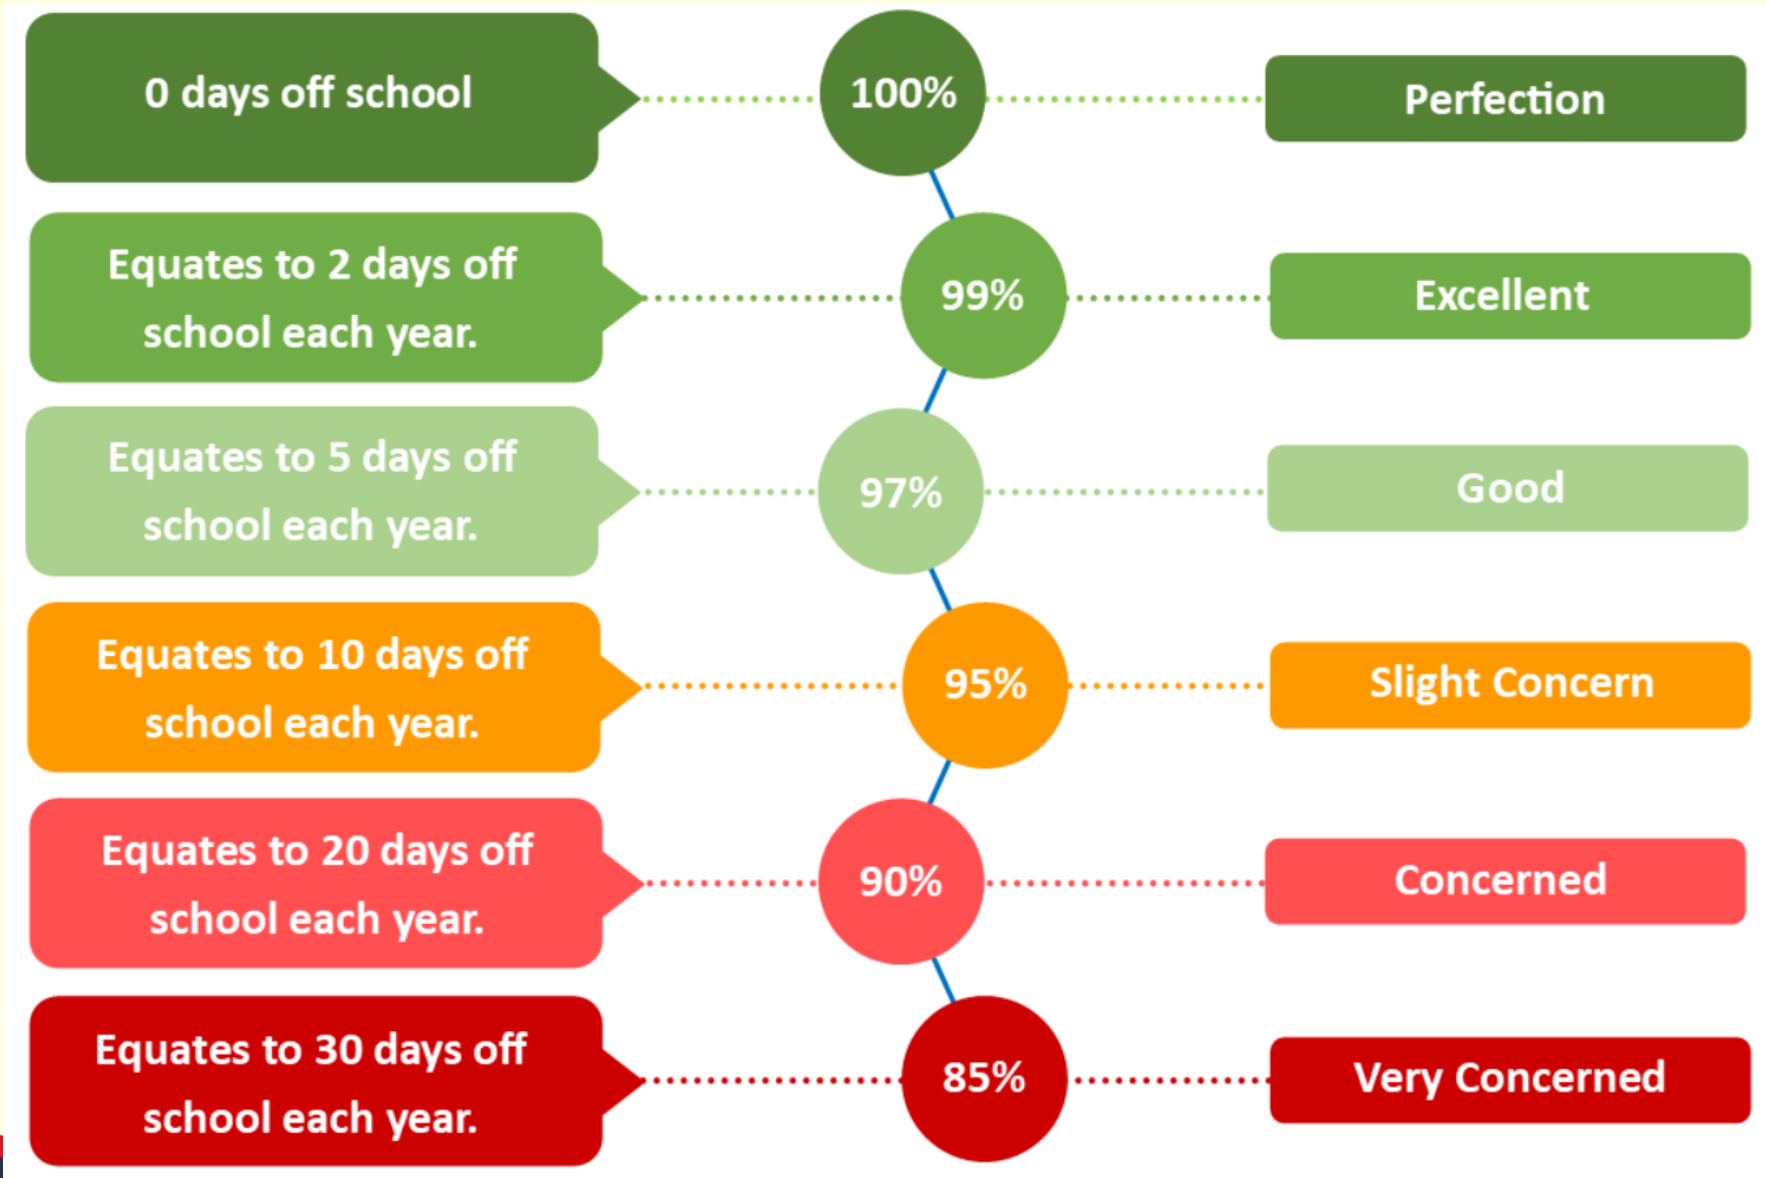 0 days off school
100%
Perfection
Equates to 2 days off
school each year.
99%
Excellent
Equates to 5 days off
school each year.
97%
Good
Equates to 10 days off
school each year.
95%
Slight Concern
Equates to 20 days off
school each year.
90%
Concerned
Equates to 30 days off
school each year.
85%
Very Concerned